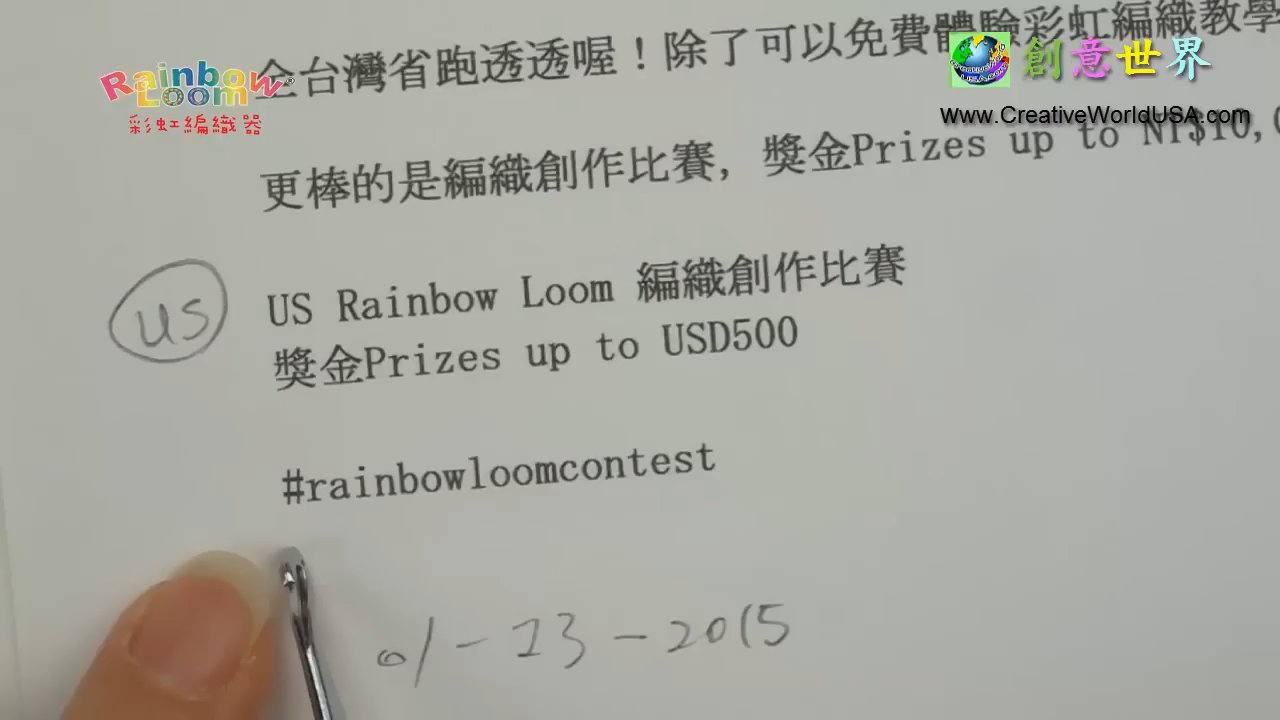 全台灣省跑透透喔！除了可以免費體驗彩虹編織教學
更棒的是編織創作比賽, 獎金Prizes up to NT$10,
US
US Rainbow Loom 編織創作比賽
獎金Prizes up to USD500
#rainbowloomcontest
01-23-2015
Rainbow
Loom
彩虹編織器
創意世界
www.CreativeWorldUSA.com